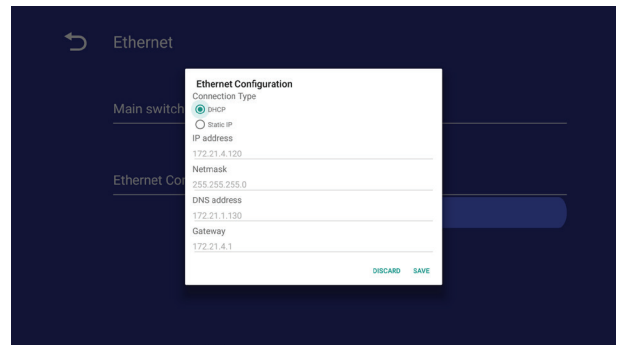 Ethernet
Main switch
Ethernet Configuration
Connection Type
DHCP
Static IP
IP address
172.21.4.120
Netmask
255.255.255.0
DNS address
172.21.1.130
Gateway
172.21.4.1
Ethernet Con
DISCARD SAVE